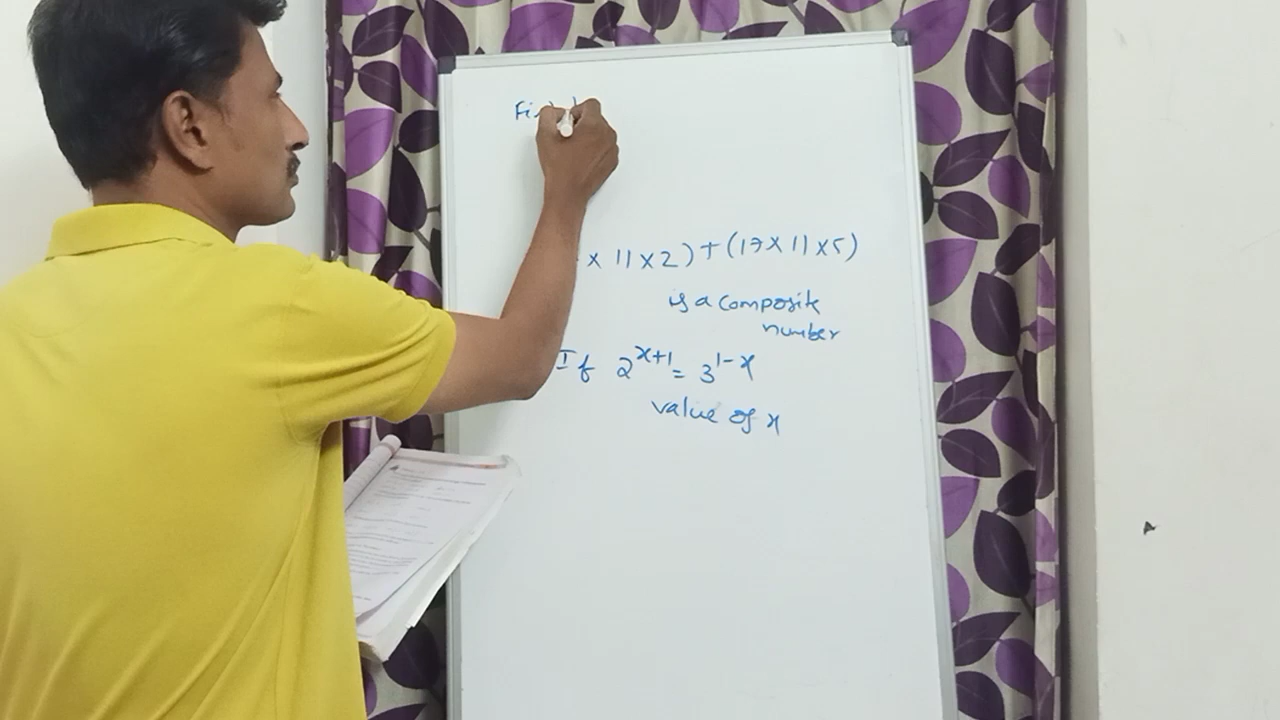 × 11 × 2) + (17 × 11 × 5)
is a composite
number
If 2^{x+1} = 3^{1-x}
value of x